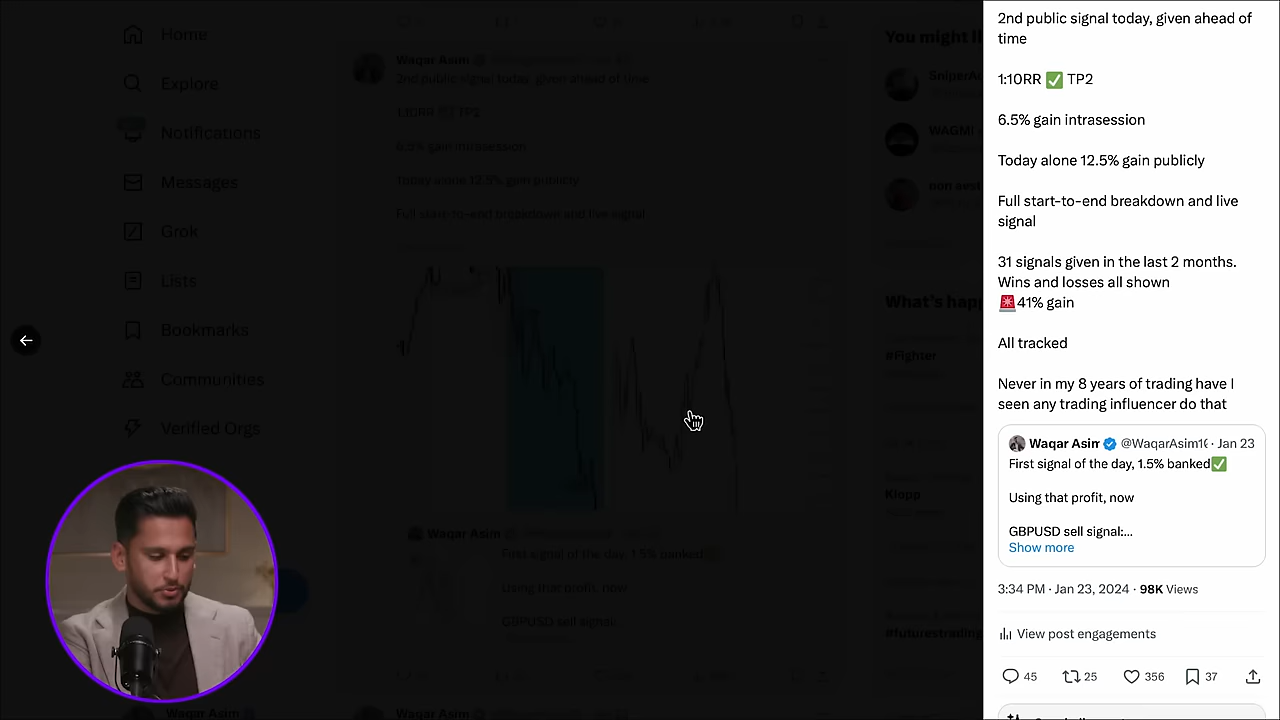 Home
Explore
Notifications
Messages
Grok
Lists
Bookmarks
Communities
Verified Orgs
Waqar Asim
2nd public signal today, given ahead of time
1:10RR ✅ TP2
6.5% gain intrasession
Today alone 12.5% gain publicly
Full start-to-end breakdown and live signal
Waqar Asim
First signal of the day, 1.5% banked
Using that profit, now
GBPUSD sell signal:...
Waqar Asim
Waqar Asim
You might li
SniperA
WAGMI
What's hap
#Fighter
Klopp
#futurestrading
2nd public signal today, given ahead of
time
1:10RR ✅ TP2
6.5% gain intrasession
Today alone 12.5% gain publicly
Full start-to-end breakdown and live
signal
31 signals given in the last 2 months.
Wins and losses all shown
🚨41% gain
All tracked
Never in my 8 years of trading have I
seen any trading influencer do that
Waqar Asim @WaqarAsim1 · Jan 23
First signal of the day, 1.5% banked✅
Using that profit, now
GBPUSD sell signal:...
Show more
3:34 PM · Jan 23, 2024 · 98K Views
View post engagements
45 25 356 37